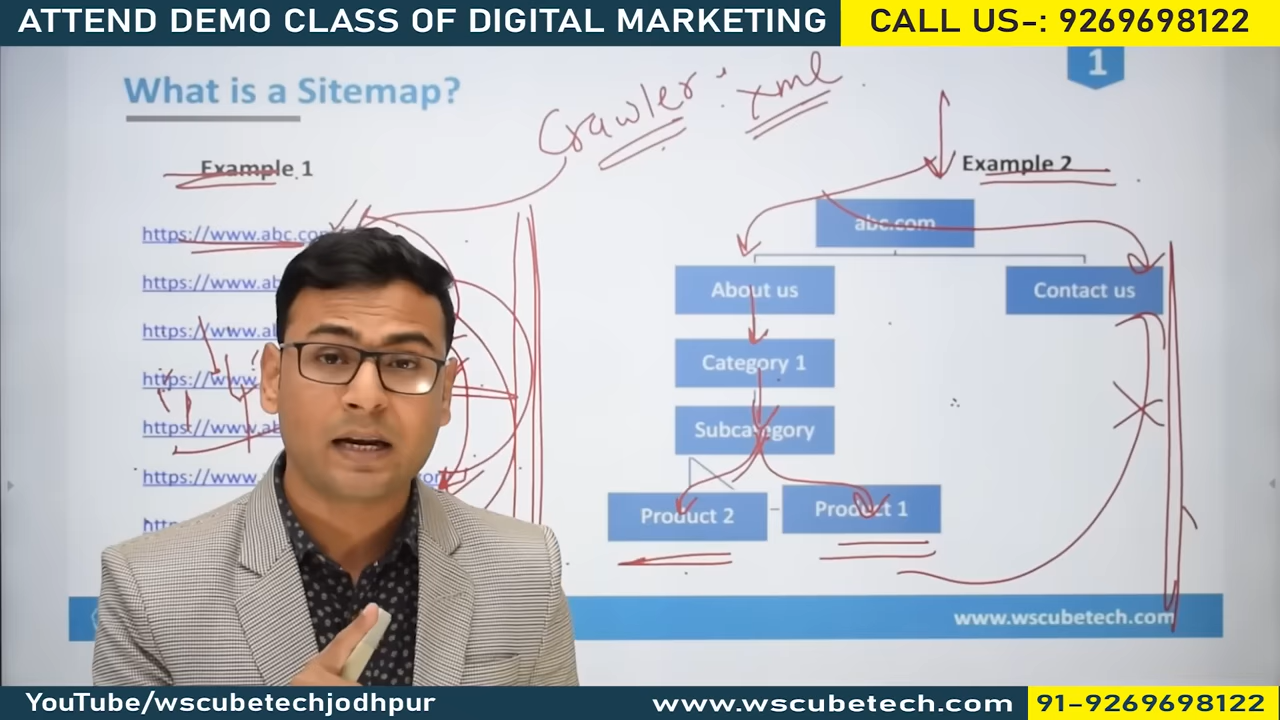 ATTEND DEMO CLASS OF DIGITAL MARKETING
CALL US-: 9269698122
What is a Sitemap?
1
Crawler : xml
Example 1
Example 2
https://www.abc.co
abc.com
https://www.ab
About us
Contact us
https://www.ab
Category 1
https://www.
https://www.ab
Subcategory
https://www.a
Product 2
Product 1
www.wscubetech.com
YouTube/wscubetechjodhpur
www.wscubetech.com
91-9269698122